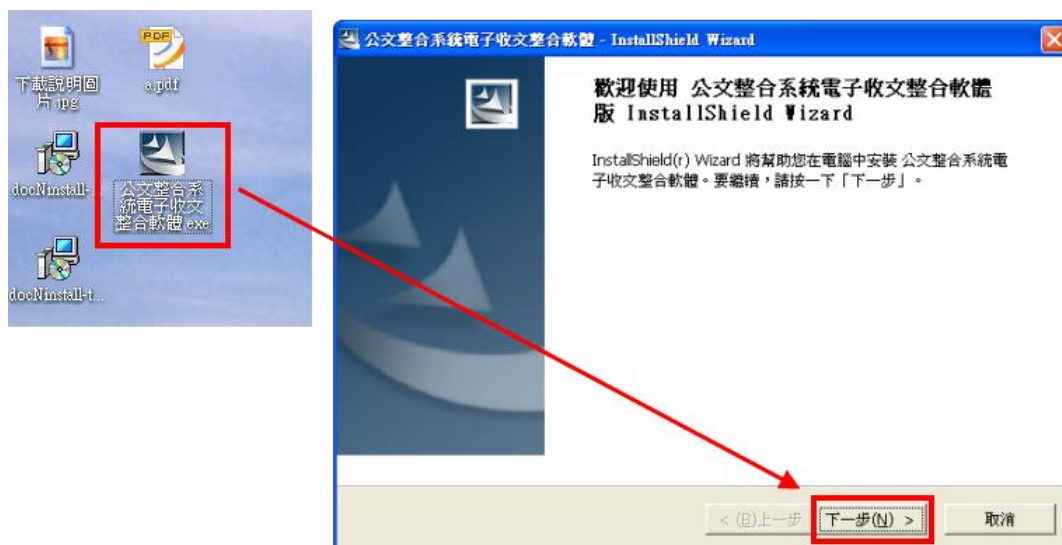 下載說明圖
片.jpg
a.pdf
docNinstall-...
公文整合系
統電子收文
整合軟體.exe
docNinstall-t...
公文整合系統電子收文整合軟體 - InstallShield Wizard
歡迎使用 公文整合系統電子收文整合軟體
版 InstallShield Wizard
InstallShield(r) Wizard 將幫助您在電腦中安裝 公文整合系統電
子收文整合軟體。要繼續，請按一下「下一步」。
< (B)上一步
下一步(N) >
取消